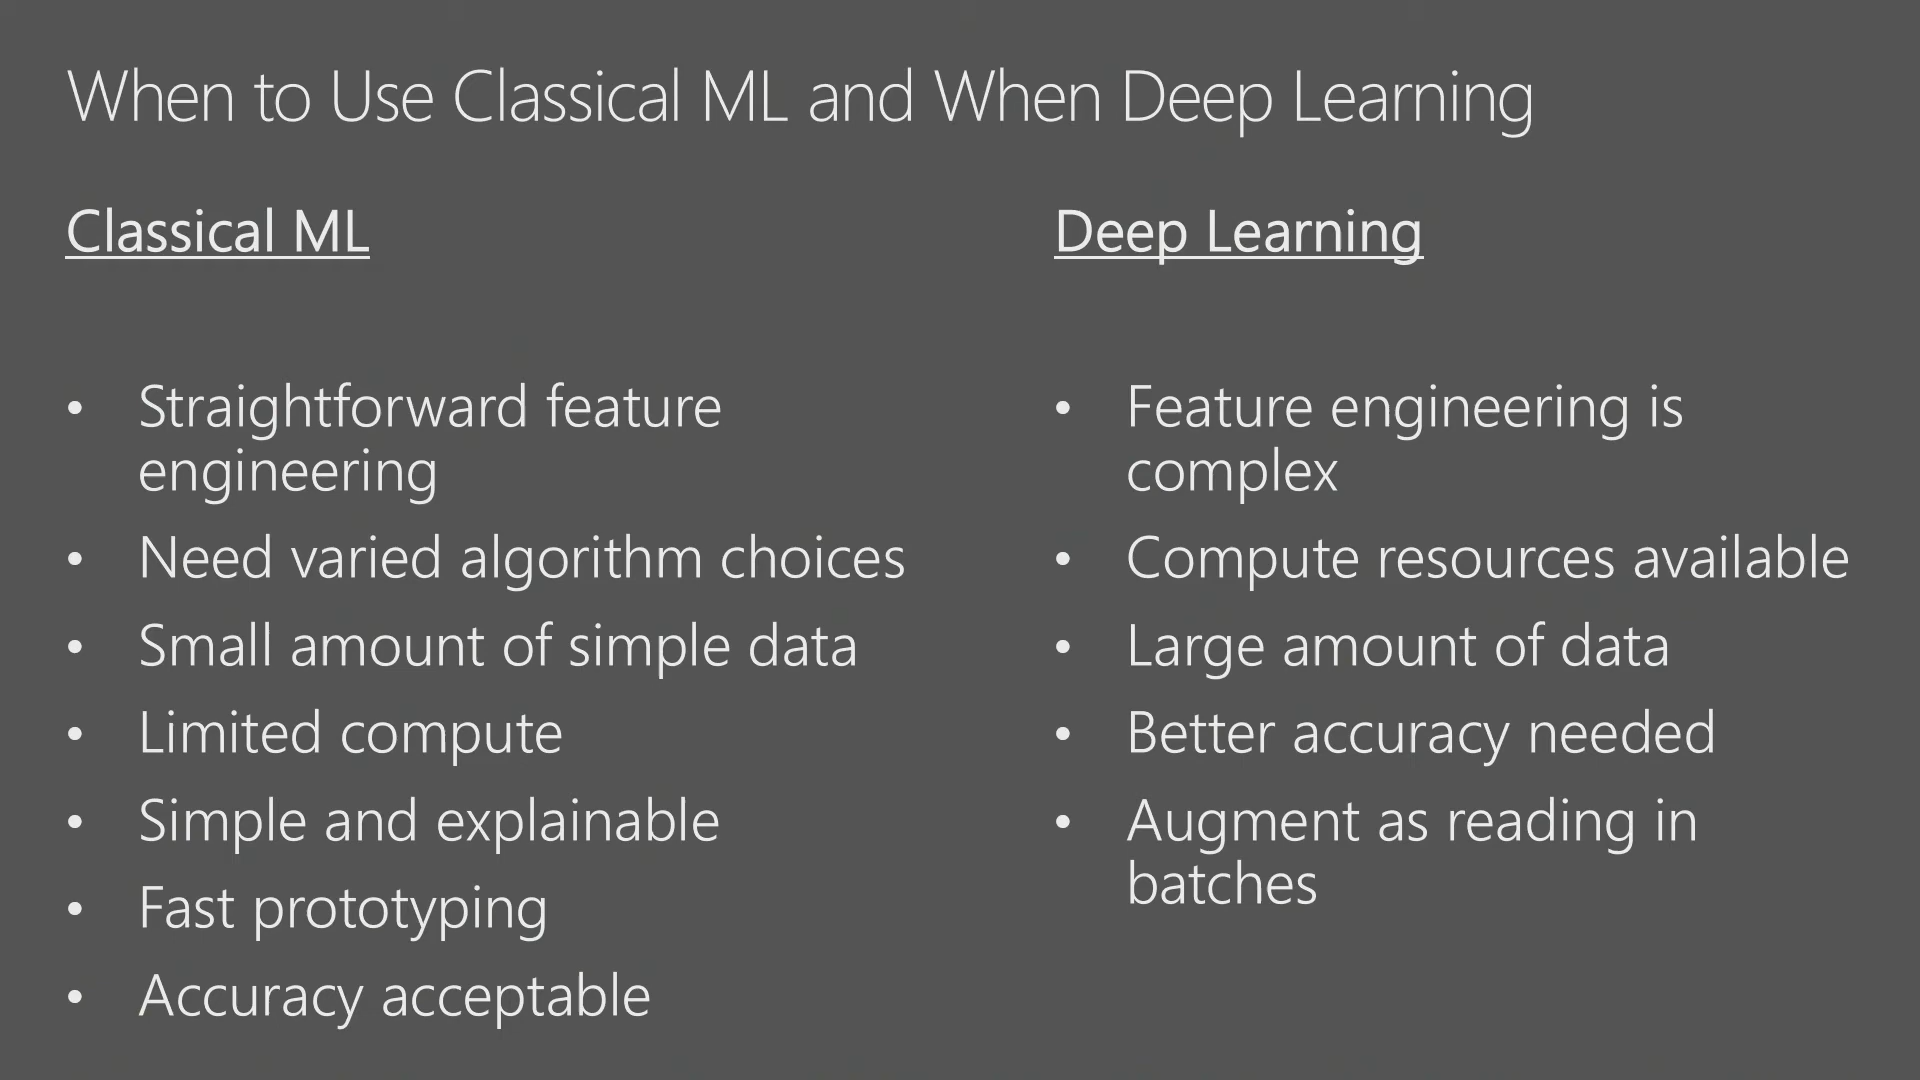 When to Use Classical ML and When Deep Learning
Classical ML
• Straightforward feature
engineering
• Need varied algorithm choices
• Small amount of simple data
• Limited compute
• Simple and explainable
• Fast prototyping
• Accuracy acceptable
Deep Learning
• Feature engineering is
complex
• Compute resources available
• Large amount of data
• Better accuracy needed
• Augment as reading in
batches